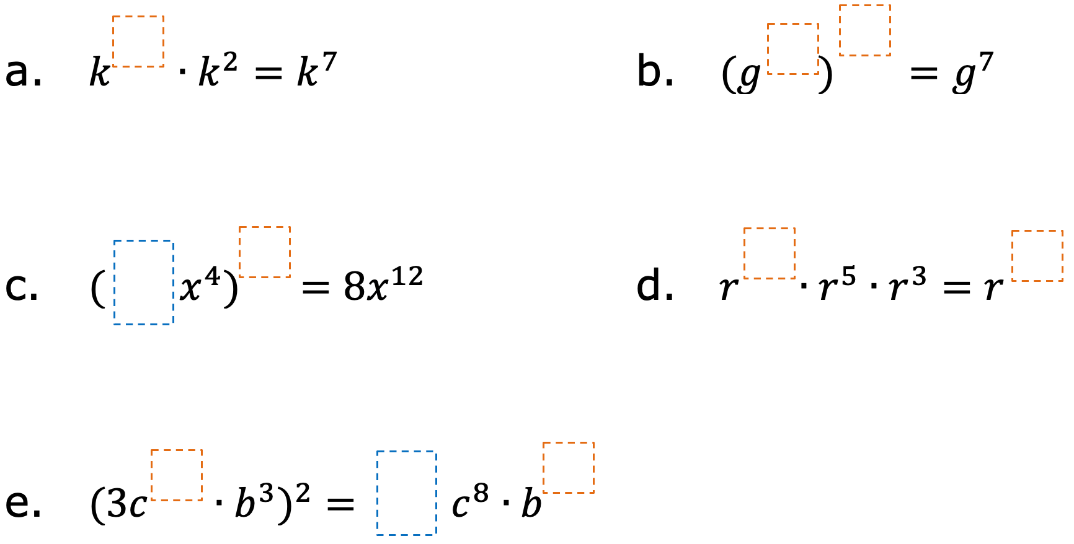 a. k^□ · k² = k⁷
b. (g^□)^□ = g⁷
c. (□x⁴)^□ = 8x¹²
d. r^□ · r⁵ · r³ = r^□
e. (3c^□ · b³)² = □ c⁸ · b^□